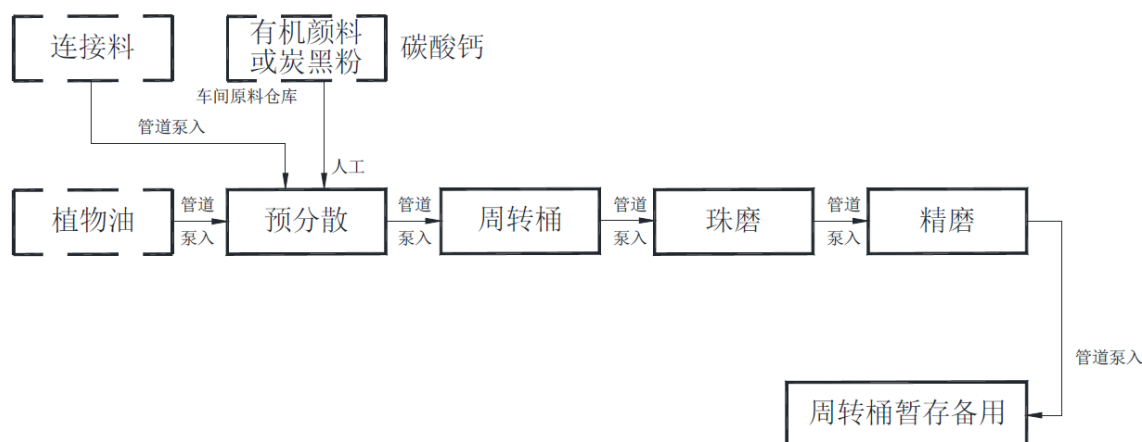 连接料
有机颜料
或炭黑粉
碳酸钙
车间原料仓库
管道泵入
人工
植物油
管道
泵入
预分散
管道
泵入
周转桶
管道
泵入
珠磨
管道
泵入
精磨
管道泵入
周转桶暂存备用